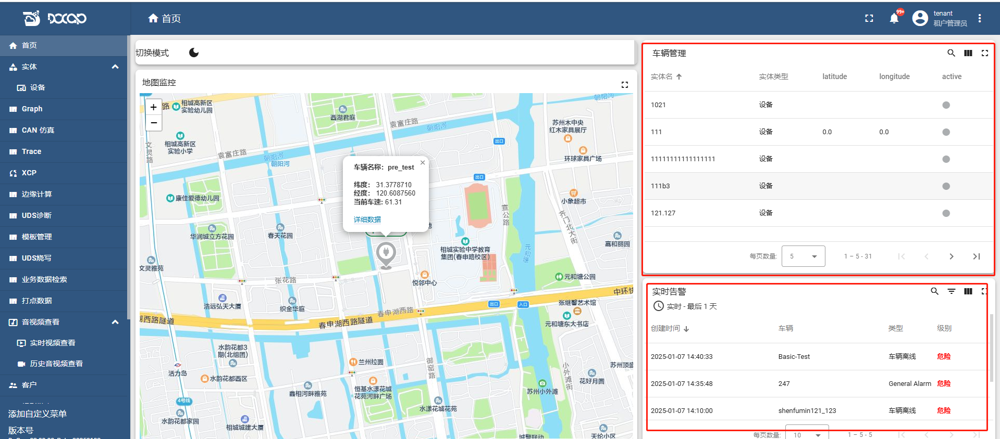 DOCAN
首页
99+
tenant
租户管理员
首页
实体
设备
Graph
CAN 仿真
Trace
XCP
边缘计算
UDS诊断
模板管理
UDS烧写
业务数据检索
打点数据
音视频查看
实时视频查看
历史音视频查看
客户
添加自定义菜单
版本号
切换模式
地图监控
+
−
路
相城高新区
实验幼儿园
西湖君庭
袁富庄路
朝阳河
朝阳河
苏州木中央
红木家具展厅
出口
文灵路
相城高新区
实验小学
袁富庄路
朝阳河
朝阳河
环球家具广场
出口
车辆名称：pre_test
×
纬度： 31.3778710
经度： 120.6087560
当前车速: 61.31
详细数据
康佳爱德幼儿园
小象超市
宣公路
齐门北大街
华润城立方花园
春天花园
地
嘉和丽园
相城实验中学教育
集团(春申路校区)
元和塘
文灵雅苑
张花路
悦邻中心
元和塘公园
中环快
浩远弘天大厦
织金华庭
出口
入口
张继馨艺术馆
春申湖西路
湖西路隧道
春申湖西路隧道
元和塘东大书店
水韵花都3
期(北组团)
兰州拉面
御窑路
苏州顶盛
活力岛
水韵花都西区
小外滩街
花好月圆
恒基水漾花城
花苑河畔广场
鑫相河畔雅苑
苏州小外滩
4号线
水漾花城花苑
水韵花都家园
相城城建大厦
城警联动
天纶小区
车辆管理
实体名 实体类型 latitude longitude active
1021 设备
111 设备 0.0 0.0
11111111111111111 设备
111b3 设备
121.127 设备
每页数量: 5 1 – 5 - 31
实时告警
实时 - 最后 1 天
创建时间 车辆 类型 级别
2025-01-07 14:40:33 Basic-Test 车辆离线 危险
2025-01-07 14:35:48 247 General Alarm 危险
2025-01-07 14:10:00 shenfumin121_123 车辆离线 危险
每页数量: 10 1 – 5 - 5